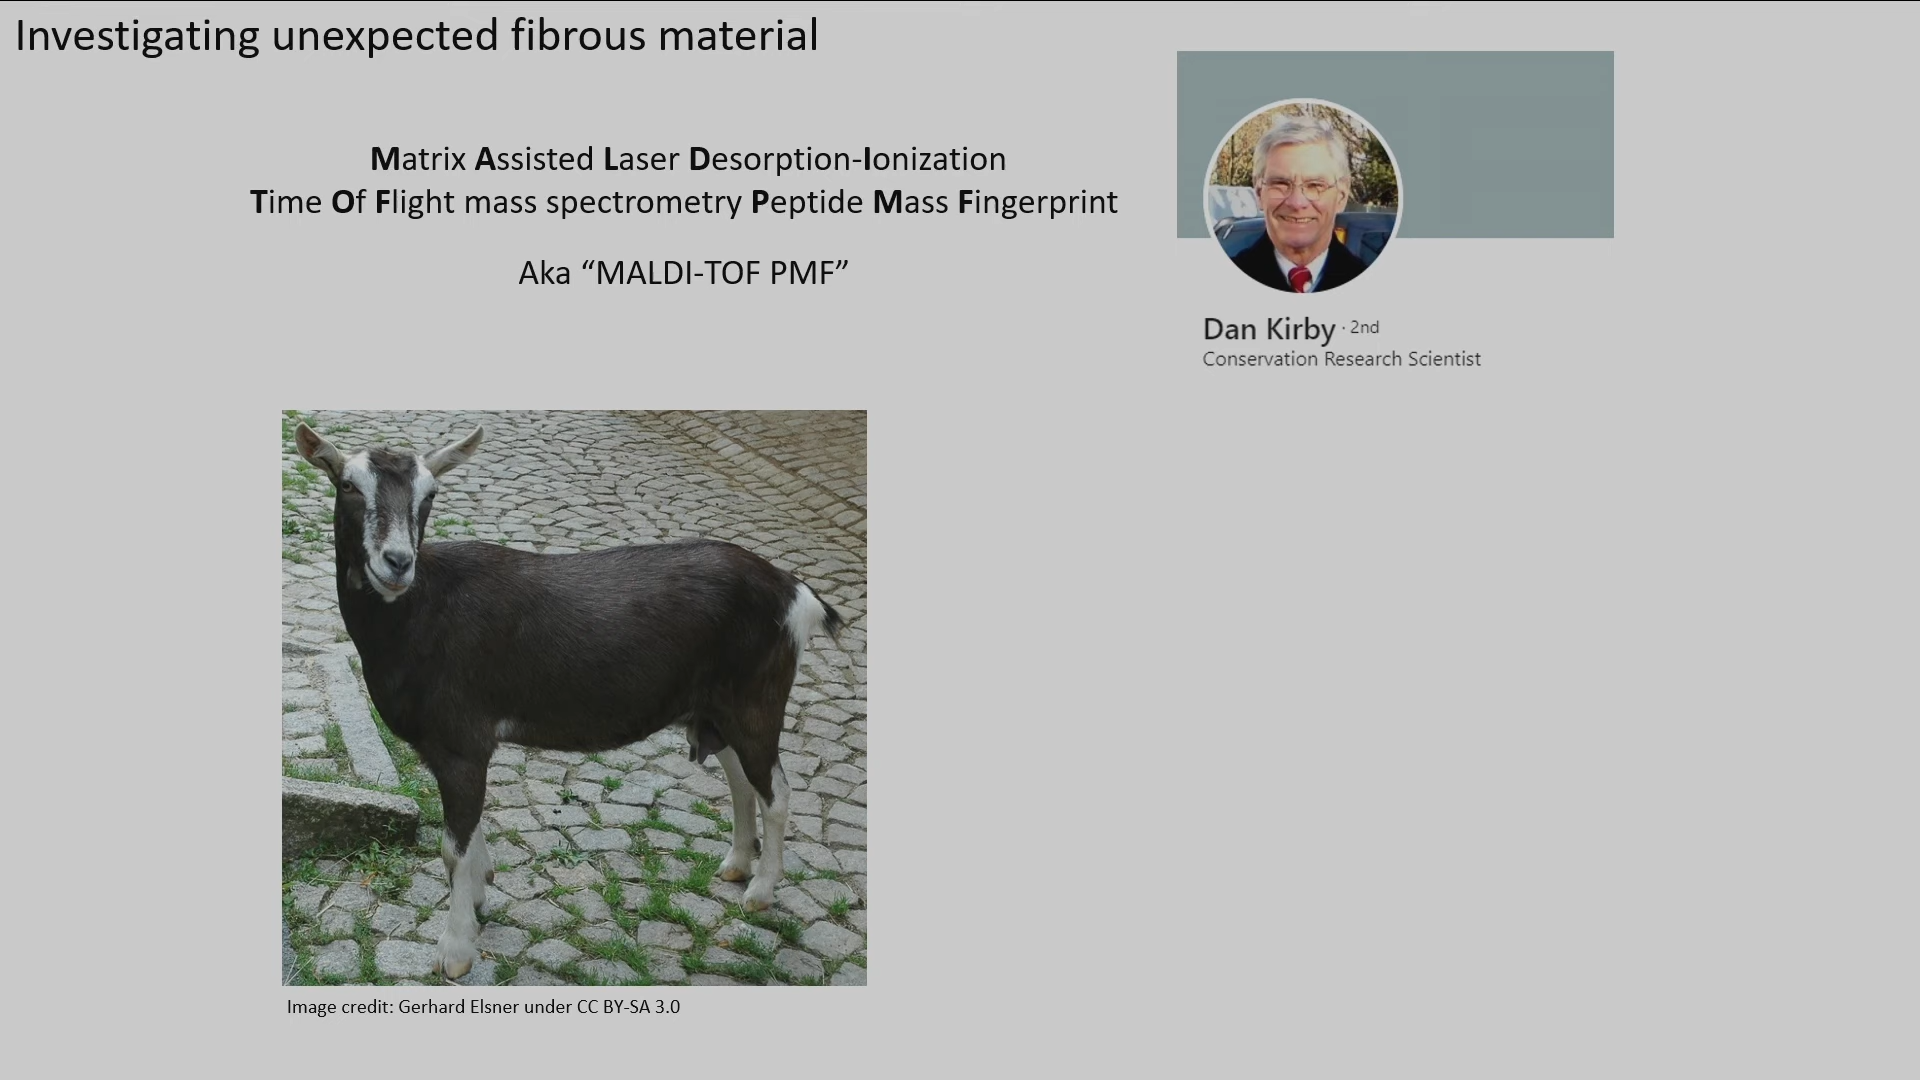 Investigating unexpected fibrous material
Matrix Assisted Laser Desorption-Ionization
Time Of Flight mass spectrometry Peptide Mass Fingerprint
Aka “MALDI-TOF PMF”
Dan Kirby · 2nd
Conservation Research Scientist
Image credit: Gerhard Elsner under CC BY-SA 3.0